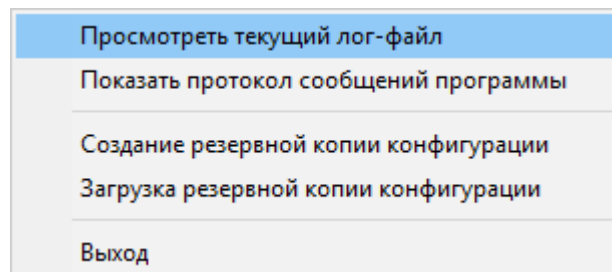 Просмотреть текущий лог-файл
Показать протокол сообщений программы
Создание резервной копии конфигурации
Загрузка резервной копии конфигурации
Выход